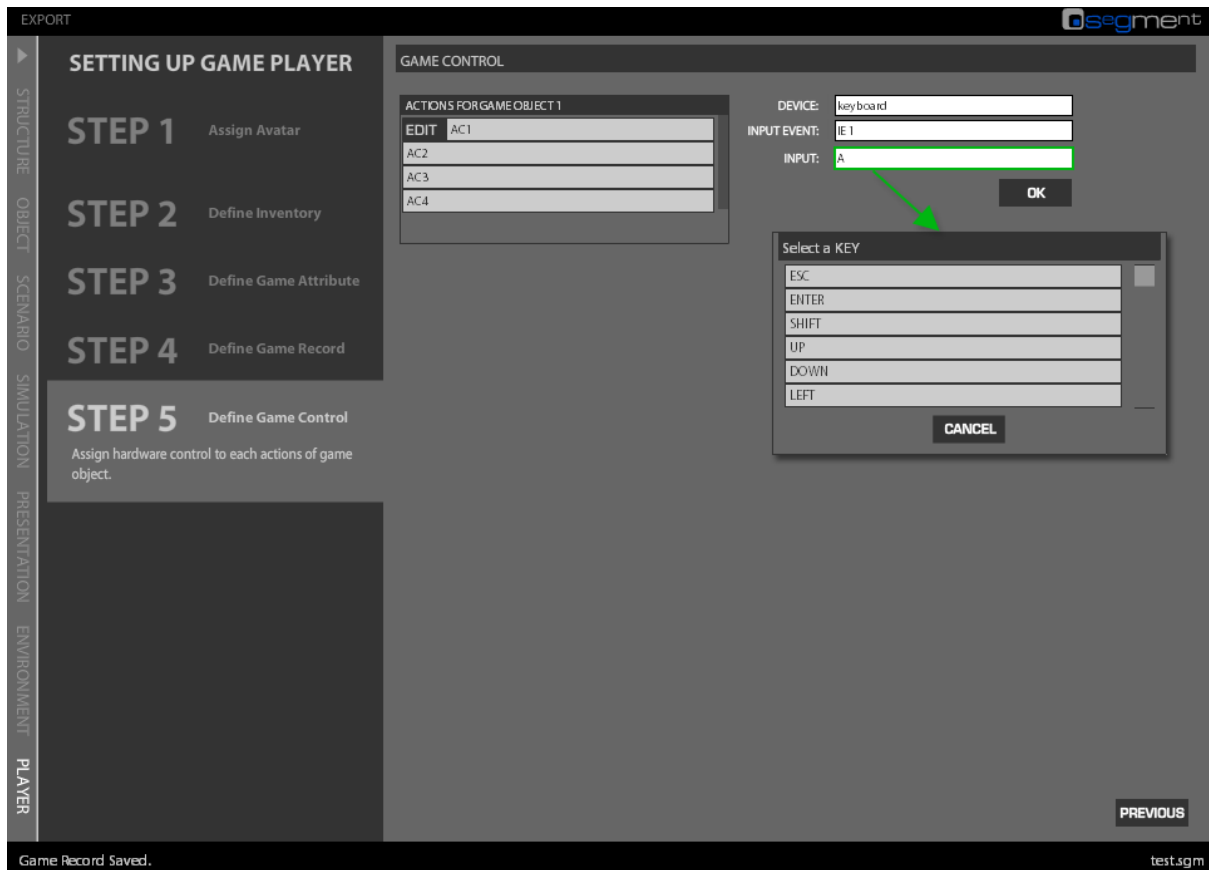 EXPORT
segment
STRUCTURE
OBJECT
SCENARIO
SIMULATION
PRESENTATION
ENVIRONMENT
PLAYER
SETTING UP GAME PLAYER
STEP 1 Assign Avatar
STEP 2 Define Inventory
STEP 3 Define Game Attribute
STEP 4 Define Game Record
STEP 5 Define Game Control
Assign hardware control to each actions of game
object.
GAME CONTROL
ACTIONS FOR GAME OBJECT 1
EDIT AC1
AC2
AC3
AC4
DEVICE: keyboard
INPUT EVENT: IE 1
INPUT: A
OK
Select a KEY
ESC
ENTER
SHIFT
UP
DOWN
LEFT
CANCEL
PREVIOUS
Game Record Saved.
test.sgm